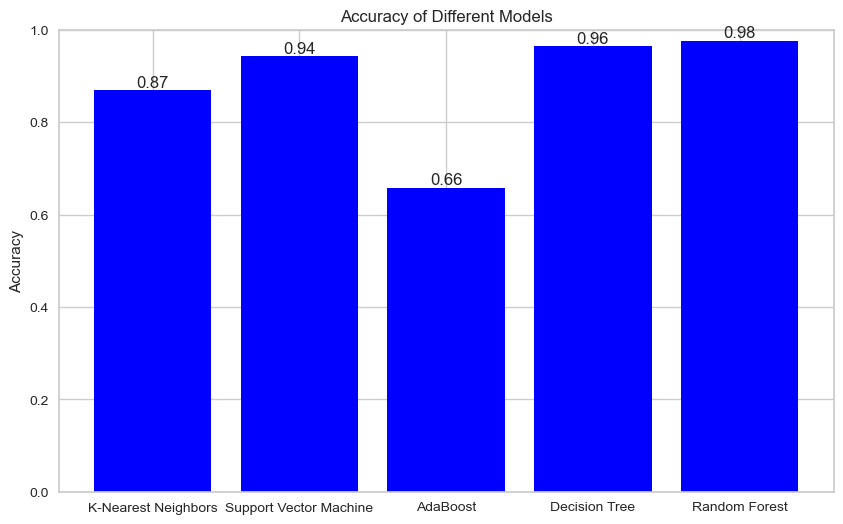 Accuracy of Different Models
Accuracy
1.0
0.8
0.6
0.4
0.2
0.0
0.87
0.94
0.66
0.96
0.98
K-Nearest Neighbors
Support Vector Machine
AdaBoost
Decision Tree
Random Forest